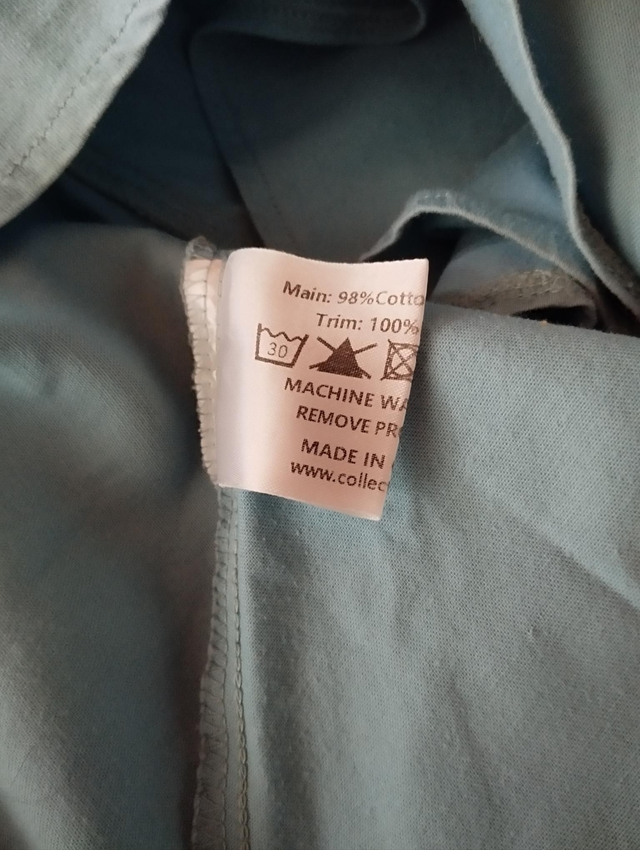 Main: 98%Cotto
Trim: 100%
30
MACHINE WA
REMOVE PR
MADE IN
www.collec